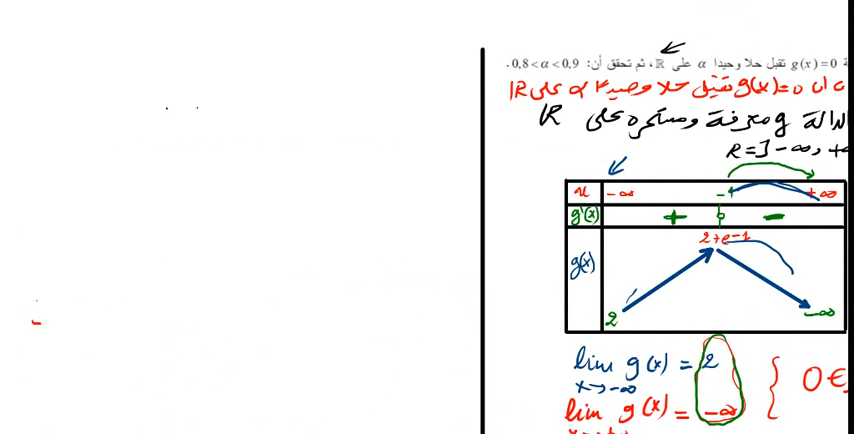 g(x)=0 تقبل حلا وحيدا α على ℝ، ثم تحقق أن: 0,8<α<0,9 .
g(x)=0 تقبل حلا وحيدا α على ℝ
الدالة g معرفة ومستمرة على ℝ
R=]-∞, +∞
x -∞ -1 +∞
g'(x) + 0 -
2+e-1
g(x)
2 -∞
lim g(x) = 2
x→-∞
0∈
lim g(x) = -∞